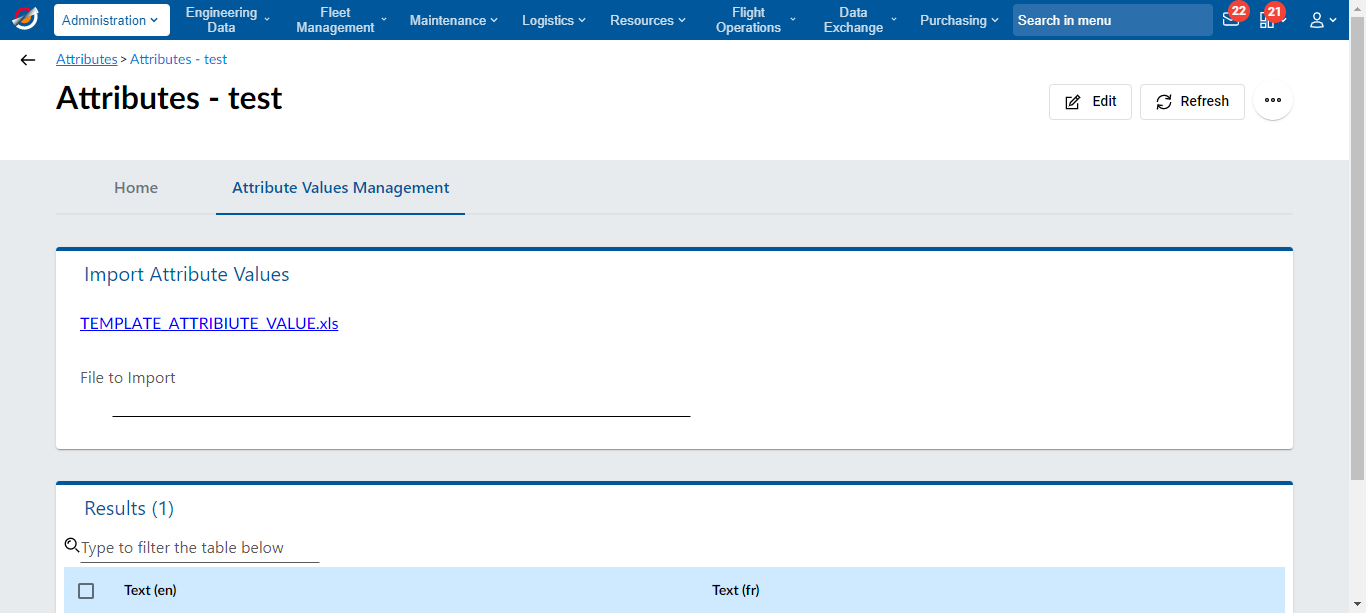 Administration
Engineering
Data
Fleet
Management
Maintenance
Logistics
Resources
Flight
Operations
Data
Exchange
Purchasing
Search in menu
22
21
Attributes > Attributes - test
Attributes - test
Edit
Refresh
Home
Attribute Values Management
Import Attribute Values
TEMPLATE_ATTRIBIUTE_VALUE.xls
File to Import
Results (1)
Type to filter the table below
Text (en)
Text (fr)